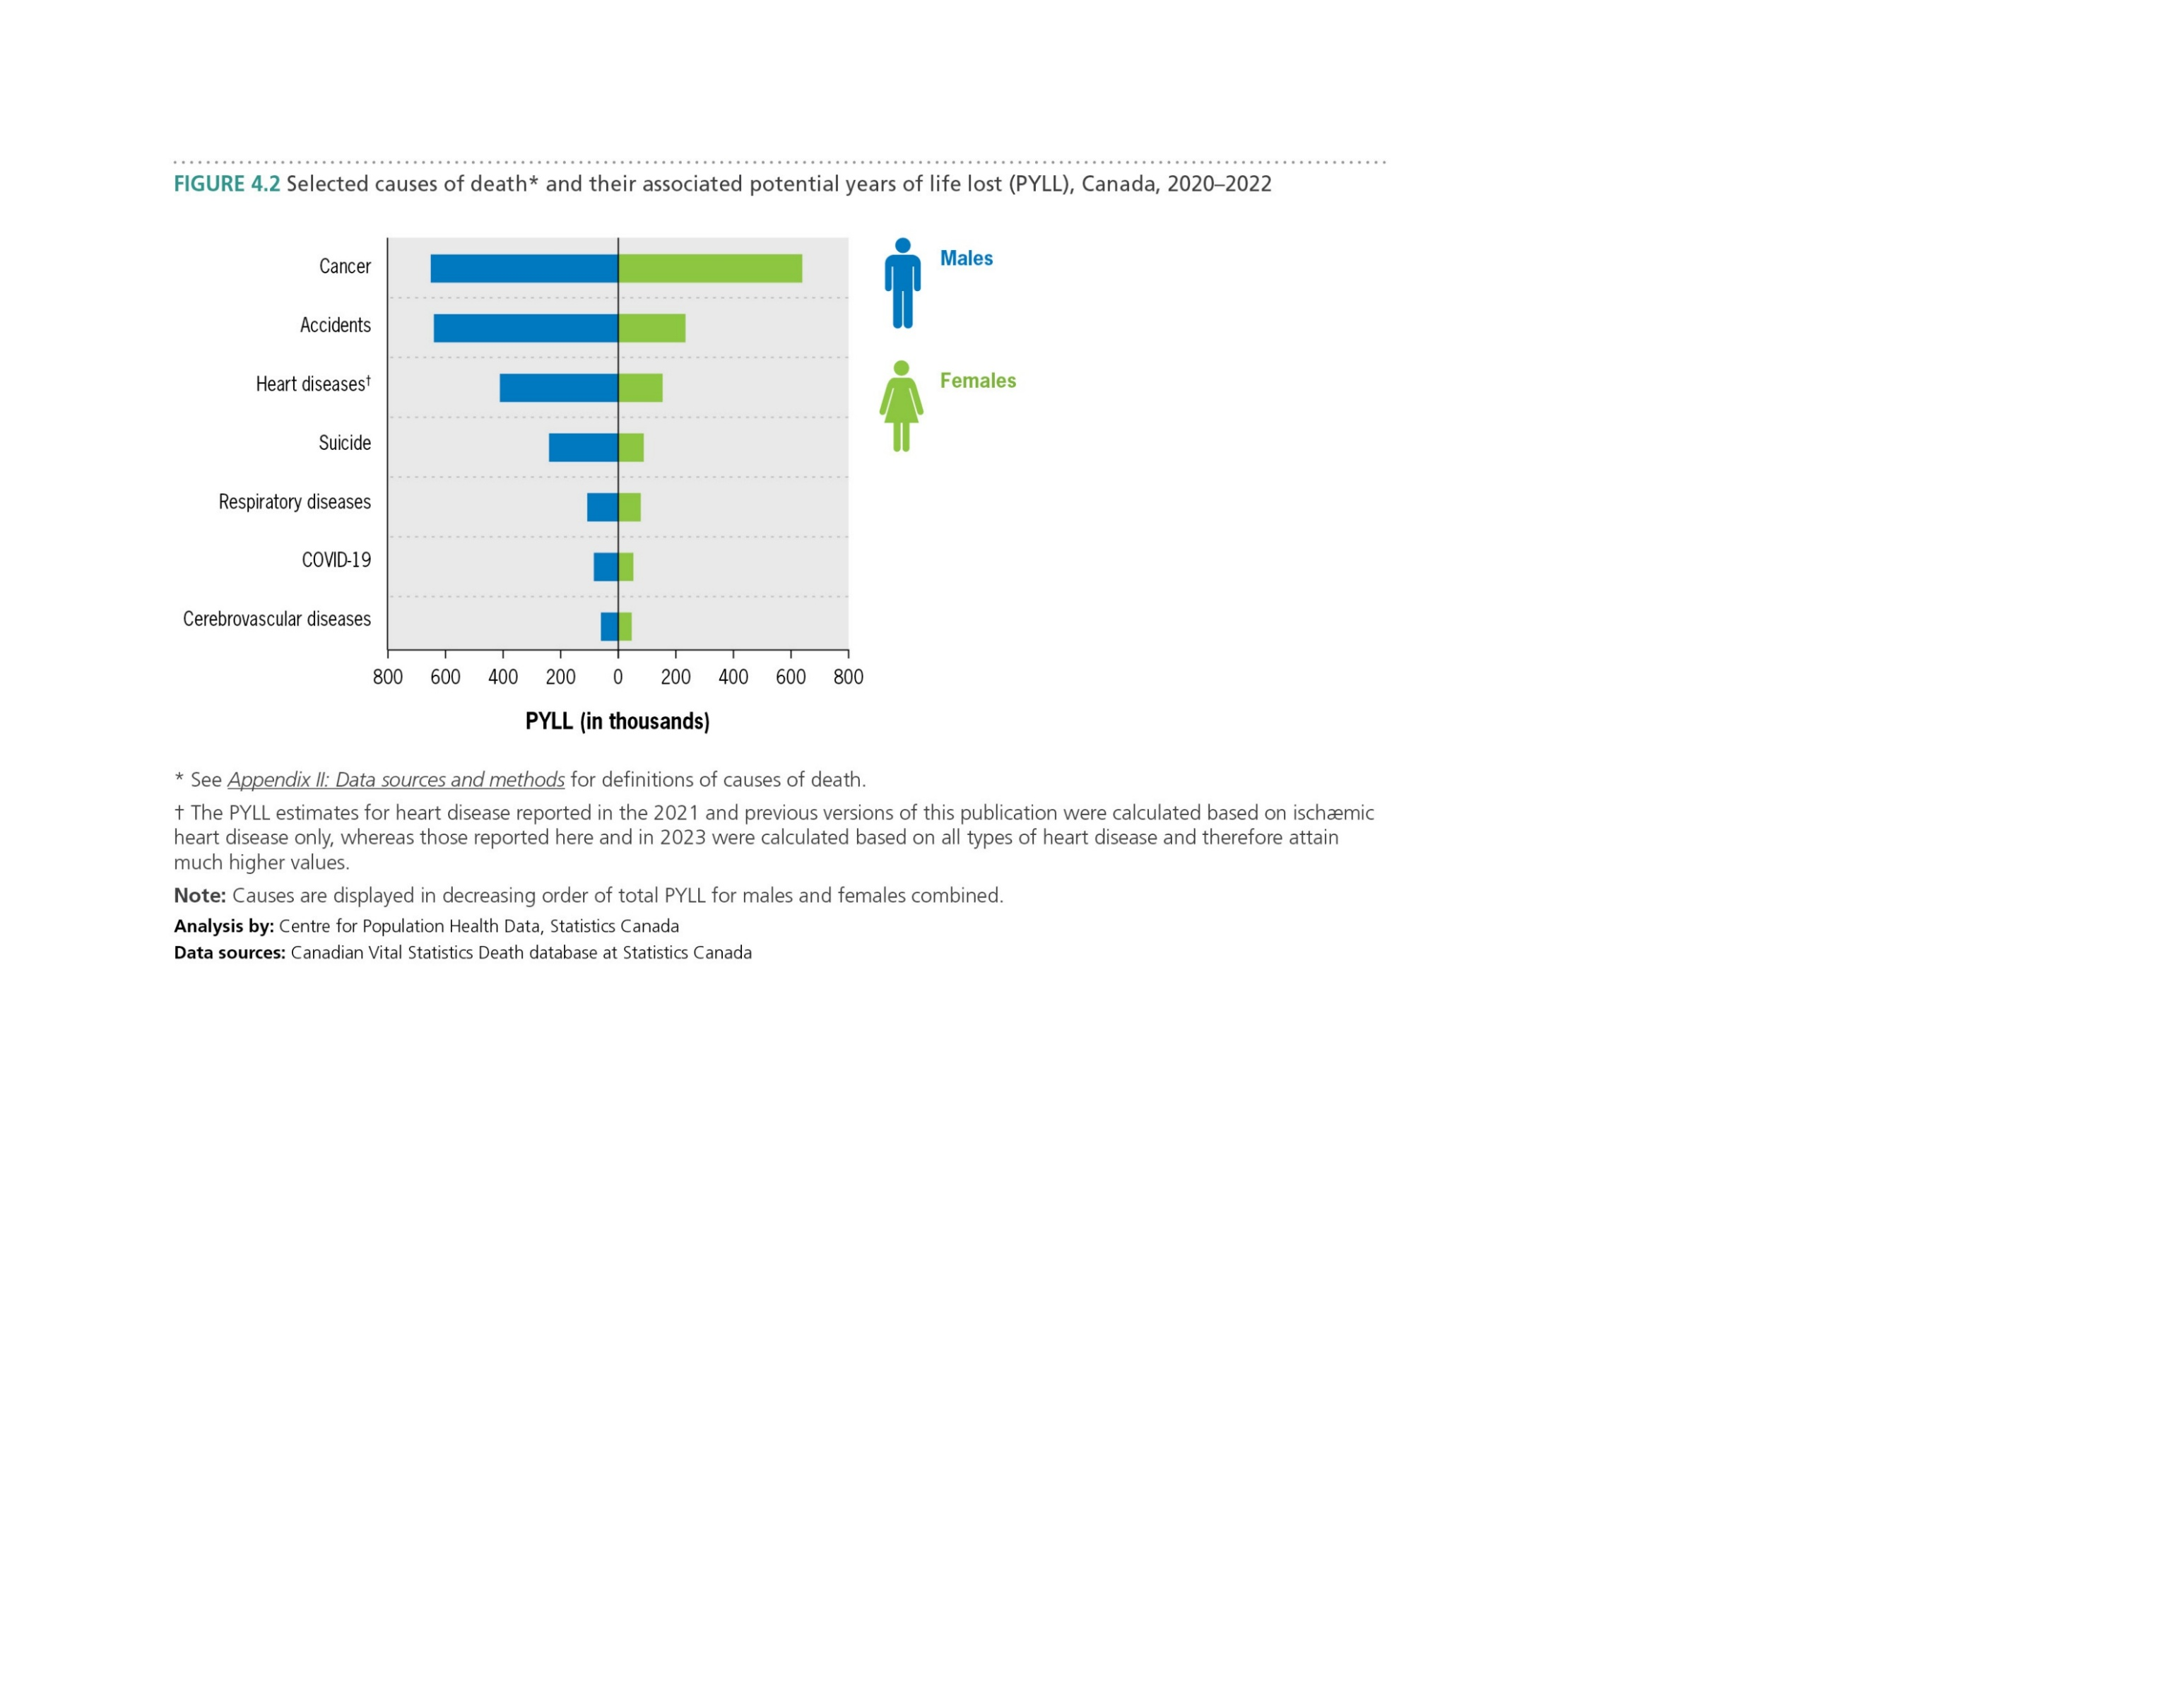 FIGURE 4.2 Selected causes of death* and their associated potential years of life lost (PYLL), Canada, 2020–2022
Males
Females
Cancer
Accidents
Heart diseases†
Suicide
Respiratory diseases
COVID-19
Cerebrovascular diseases
800 600 400 200 0 200 400 600 800
PYLL (in thousands)
* See Appendix II: Data sources and methods for definitions of causes of death.
† The PYLL estimates for heart disease reported in the 2021 and previous versions of this publication were calculated based on ischæmic
heart disease only, whereas those reported here and in 2023 were calculated based on all types of heart disease and therefore attain
much higher values.
Note: Causes are displayed in decreasing order of total PYLL for males and females combined.
Analysis by: Centre for Population Health Data, Statistics Canada
Data sources: Canadian Vital Statistics Death database at Statistics Canada